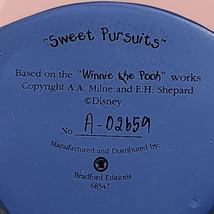 "Sweet Pursuits"
Based on the "Winnie the Pooh" works
Copyright A.A. Milne and E.H. Shepard
©Disney
No. A-02659
Manufactured and Distributed by:
Bradford Editions
68547